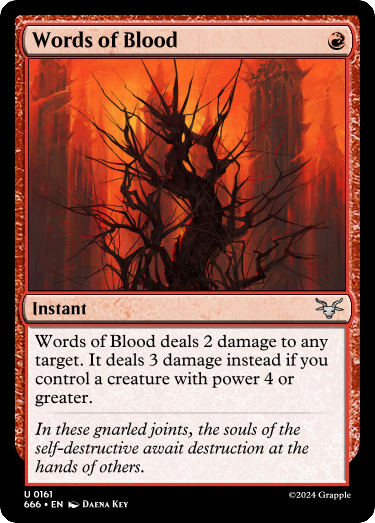 Words of Blood
Instant
Words of Blood deals 2 damage to any
target. It deals 3 damage instead if you
control a creature with power 4 or
greater.
In these gnarled joints, the souls of the
self-destructive await destruction at the
hands of others.
U 0161
666 • EN Daena Key
©2024 Grapple